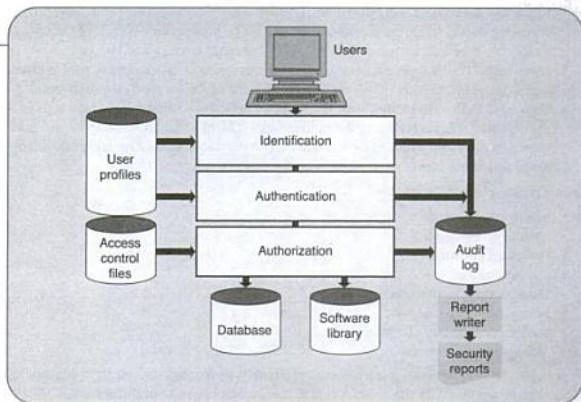 Users
User
profiles
Identification
Authentication
Access
control
files
Authorization
Audit
log
Database
Software
library
Report
writer
Security
reports